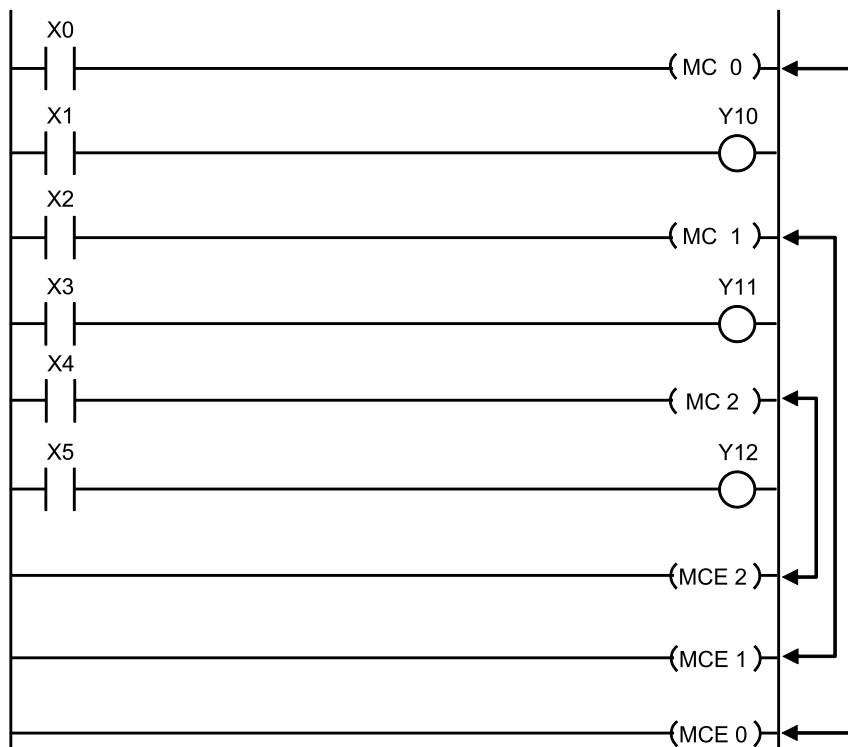 X0
(MC 0)
X1
Y10
X2
(MC 1)
X3
Y11
X4
(MC 2)
X5
Y12
(MCE 2)
(MCE 1)
(MCE 0)